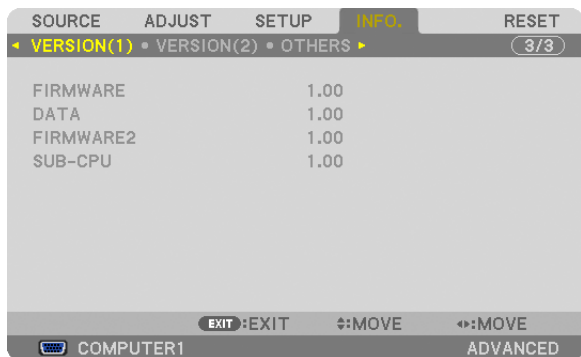 SOURCE ADJUST SETUP INFO. RESET
VERSION(1) • VERSION(2) • OTHERS 3/3
FIRMWARE 1.00
DATA 1.00
FIRMWARE2 1.00
SUB-CPU 1.00
EXIT:EXIT :MOVE :MOVE
COMPUTER1 ADVANCED